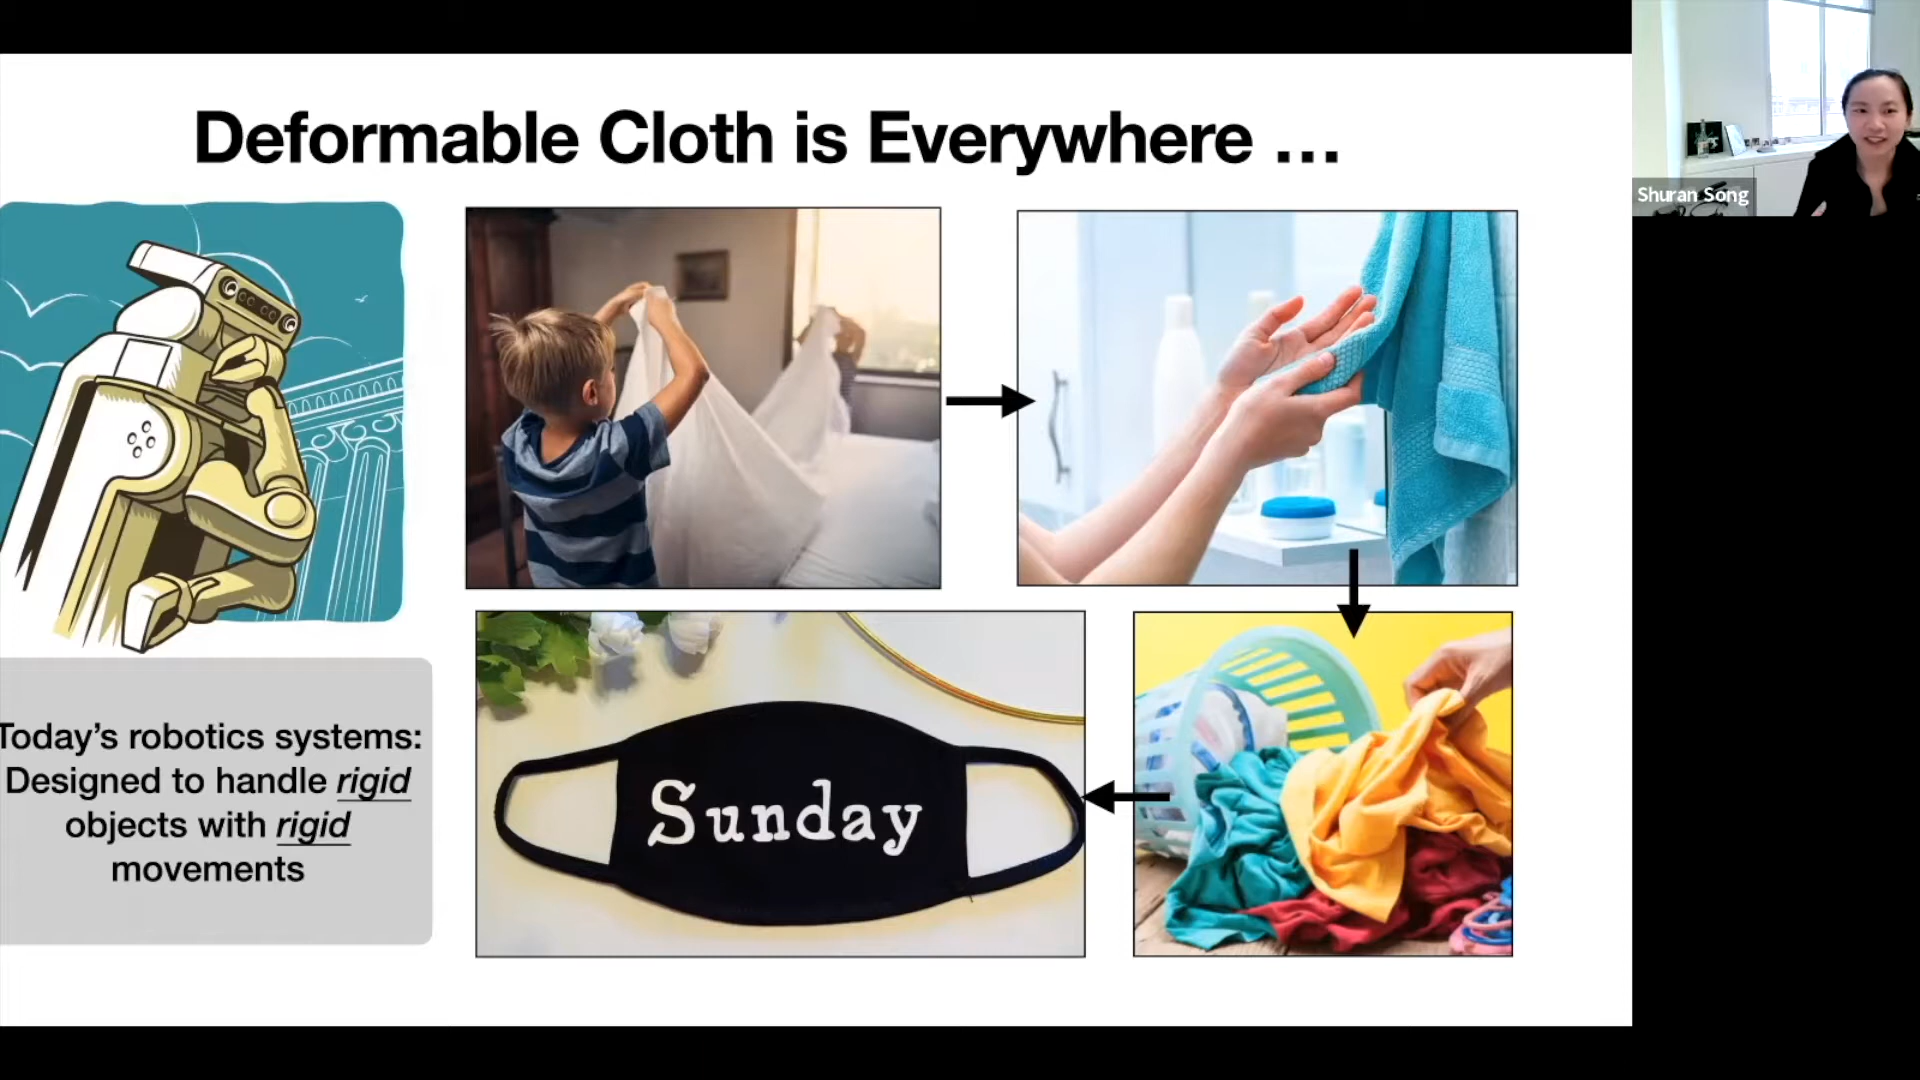 Deformable Cloth is Everywhere ...
Shuran Song
Today's robotics systems:
Designed to handle rigid
objects with rigid
movements
Sunday